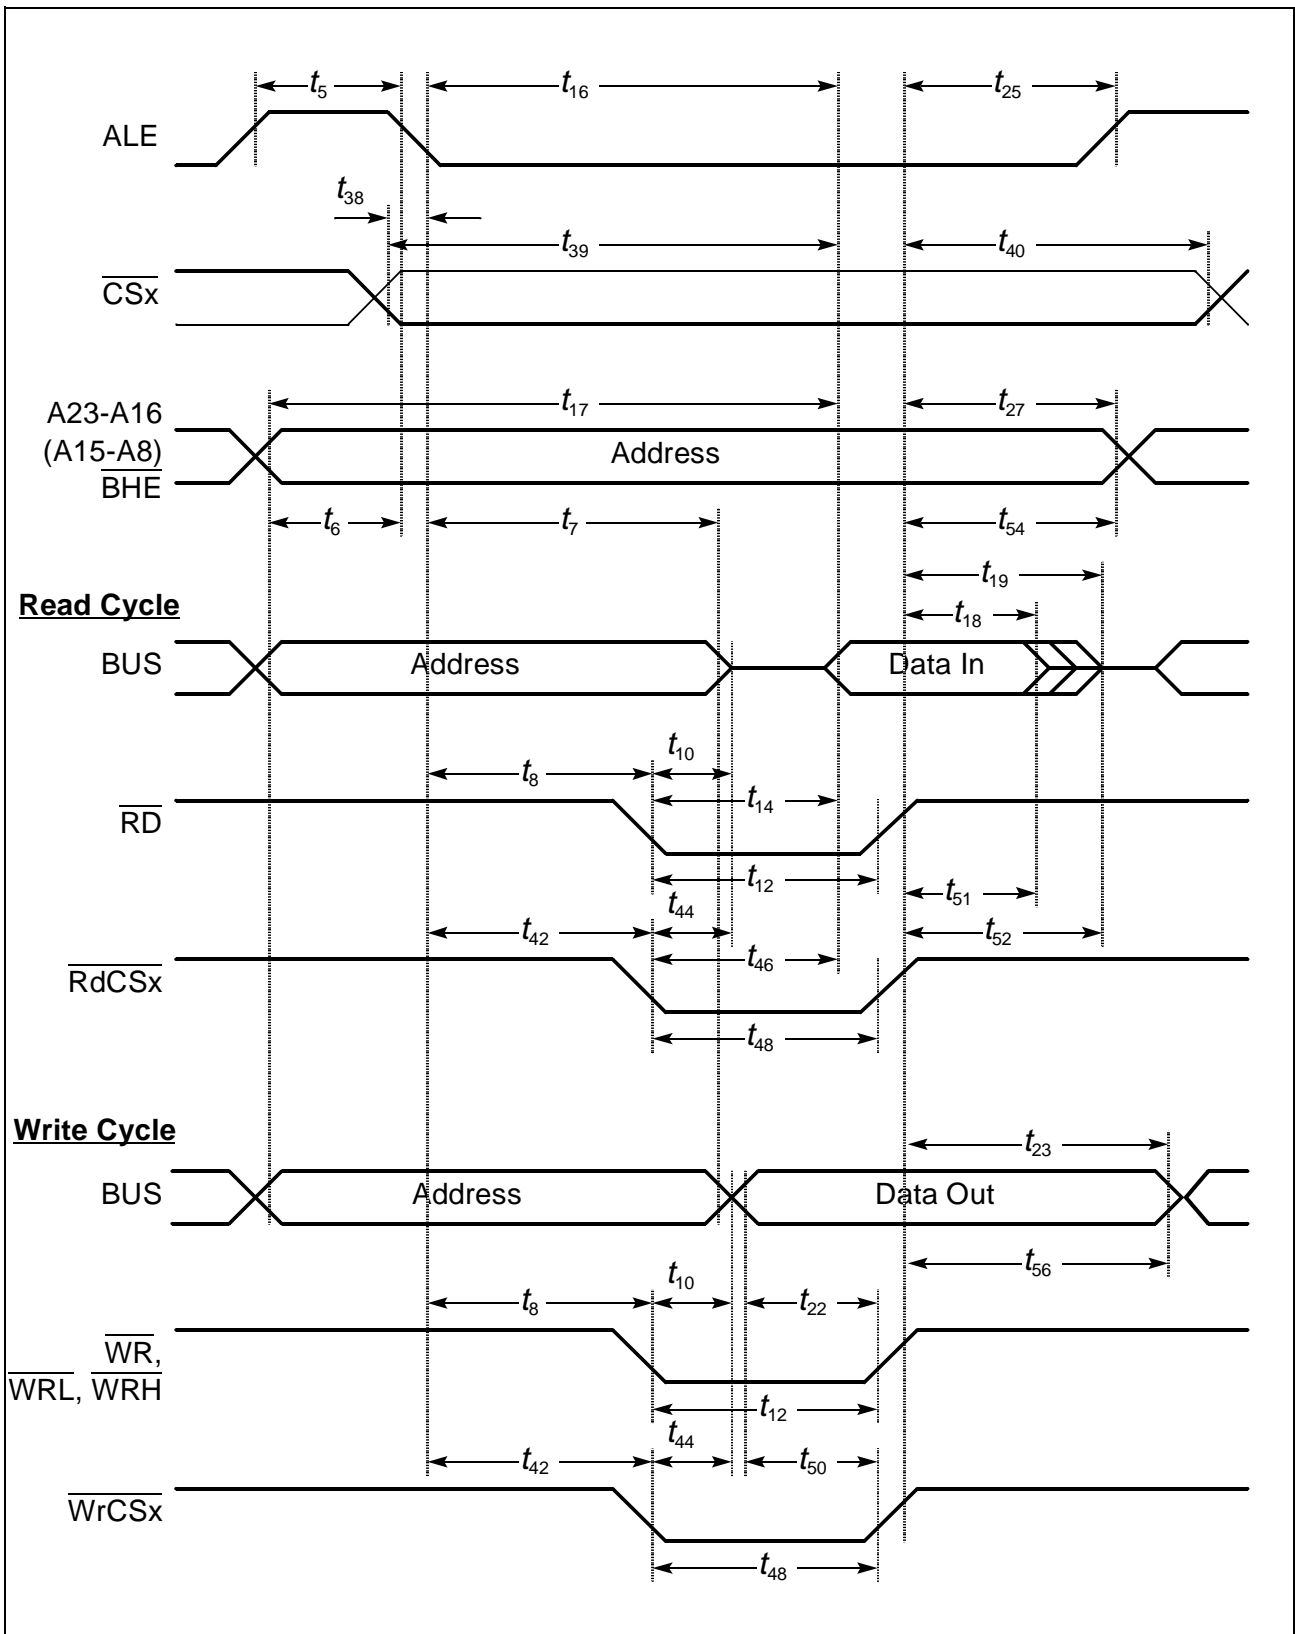 t5 t16 t25
ALE
t38
t39 t40
CSx
A23-A16
(A15-A8)
BHE
t17 t27
Address
t6 t7 t54
t19
Read Cycle
t18
BUS Address Data In
t10
t8
t14
RD
t12
t51
t44
t42 t52
t46
RdCSx
t48
Write Cycle
t23
BUS Address Data Out
t56
t10
t8 t22
WR,
WRL, WRH
t12
t44
t42 t50
WrCSx
t48